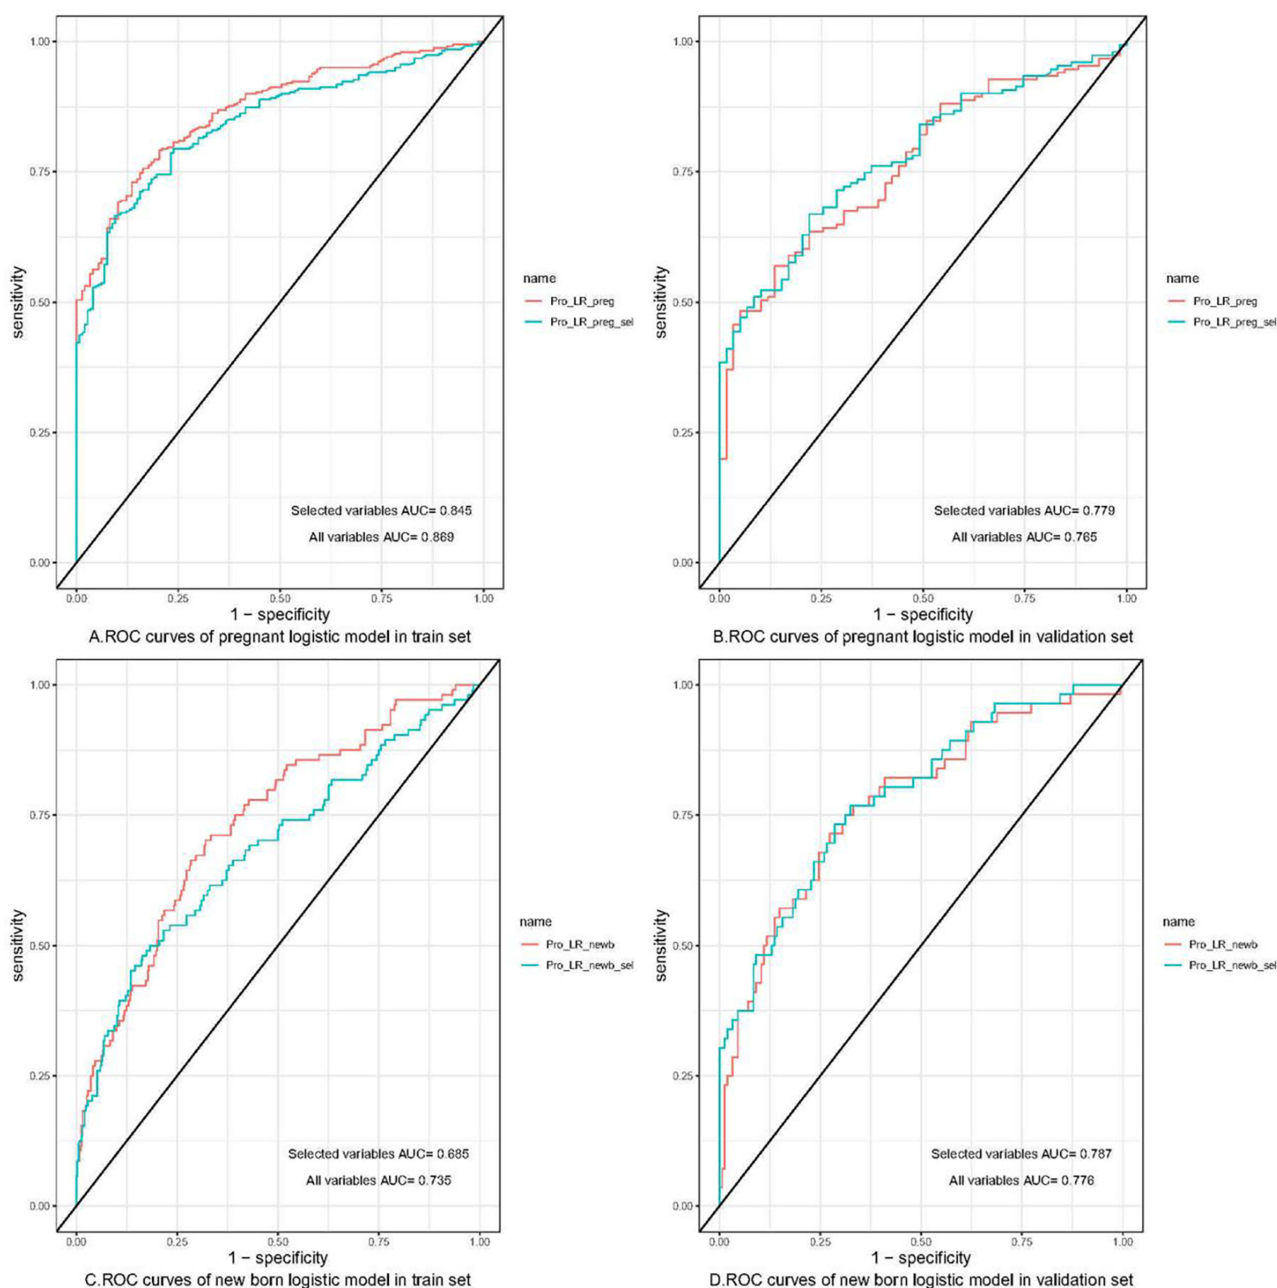 1.00
0.75
0.50
0.25
0.00
sensitivity
0.00 0.25 0.50 0.75 1.00
1 − specificity
Selected variables AUC= 0.845
All variables AUC= 0.869
name
Pro_LR_preg
Pro_LR_preg_sel
A.ROC curves of pregnant logistic model in train set
1.00
0.75
0.50
0.25
0.00
sensitivity
0.00 0.25 0.50 0.75 1.00
1 − specificity
Selected variables AUC= 0.779
All variables AUC= 0.765
name
Pro_LR_preg
Pro_LR_preg_sel
B.ROC curves of pregnant logistic model in validation set
1.00
0.75
0.50
0.25
0.00
sensitivity
0.00 0.25 0.50 0.75 1.00
1 − specificity
Selected variables AUC= 0.685
All variables AUC= 0.735
name
Pro_LR_newb
Pro_LR_newb_sel
C.ROC curves of new born logistic model in train set
1.00
0.75
0.50
0.25
0.00
sensitivity
0.00 0.25 0.50 0.75 1.00
1 − specificity
Selected variables AUC= 0.787
All variables AUC= 0.776
name
Pro_LR_newb
Pro_LR_newb_sel
D.ROC curves of new born logistic model in validation set